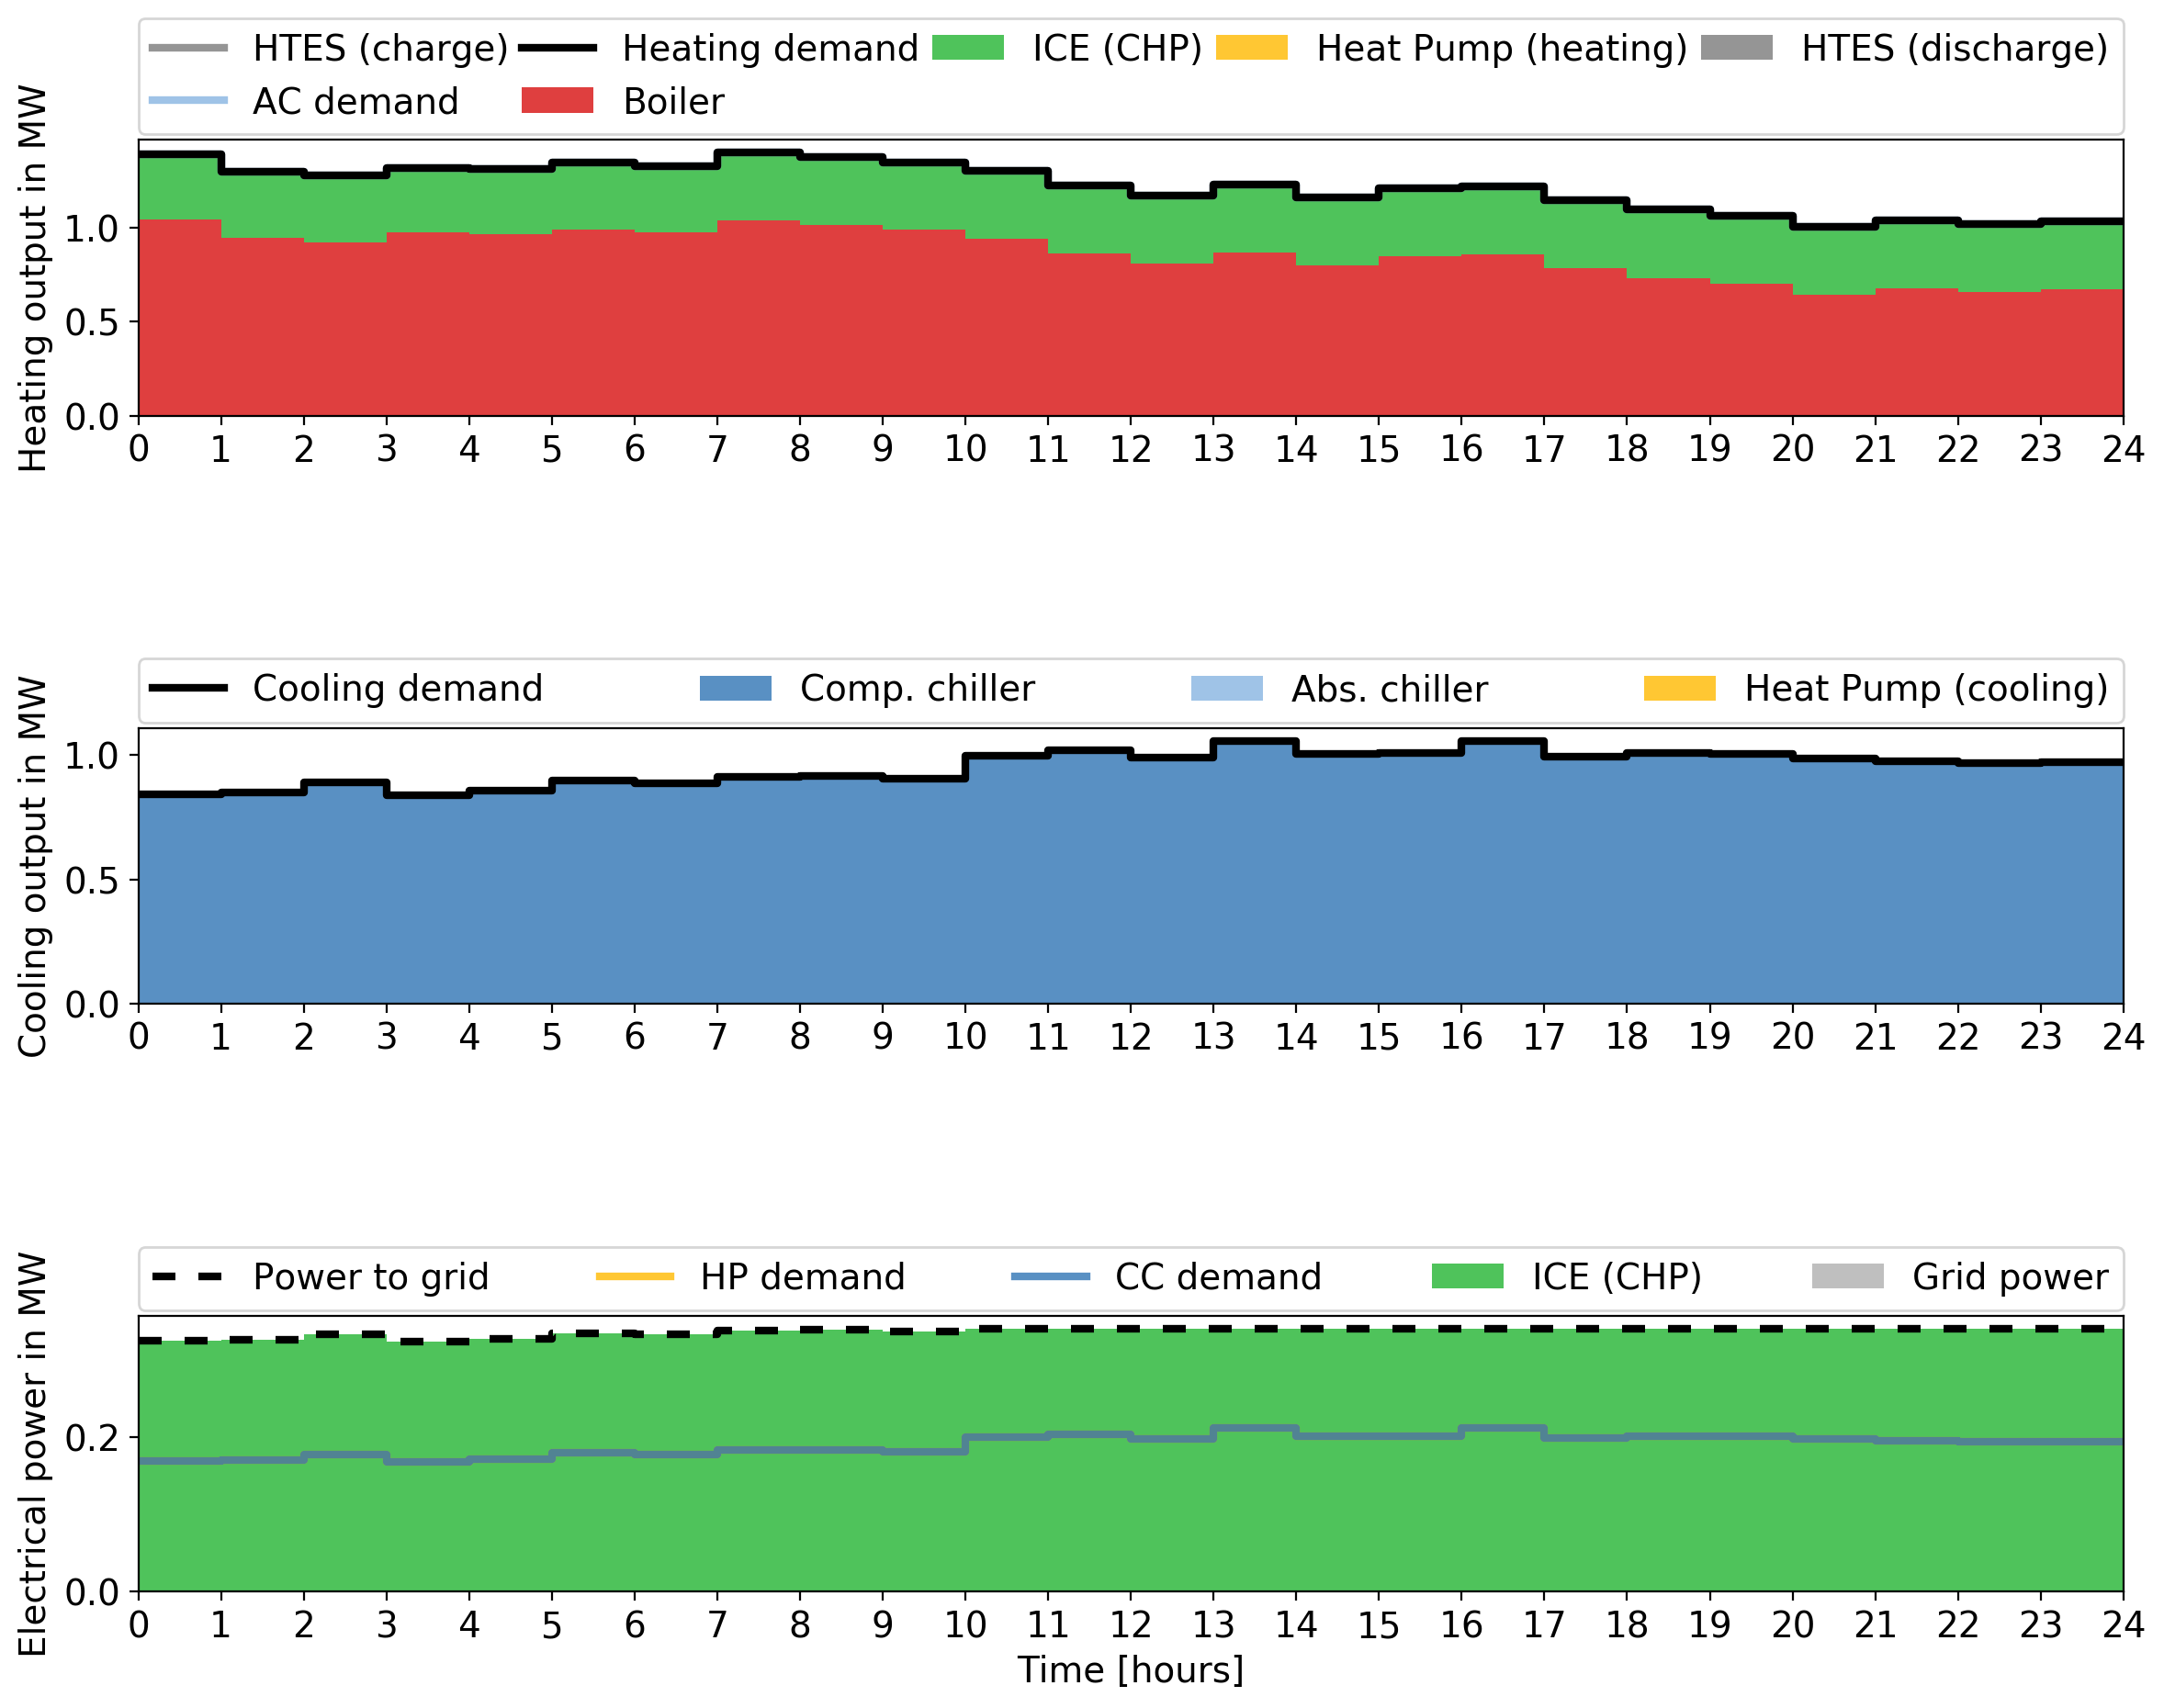 HTES (charge) Heating demand ICE (CHP) Heat Pump (heating) HTES (discharge)
AC demand Boiler
Heating output in MW
1.0
0.5
0.0
0 1 2 3 4 5 6 7 8 9 10 11 12 13 14 15 16 17 18 19 20 21 22 23 24
Cooling demand Comp. chiller Abs. chiller Heat Pump (cooling)
Cooling output in MW
1.0
0.5
0.0
0 1 2 3 4 5 6 7 8 9 10 11 12 13 14 15 16 17 18 19 20 21 22 23 24
Power to grid HP demand CC demand ICE (CHP) Grid power
Electrical power in MW
0.2
0.0
0 1 2 3 4 5 6 7 8 9 10 11 12 13 14 15 16 17 18 19 20 21 22 23 24
Time [hours]